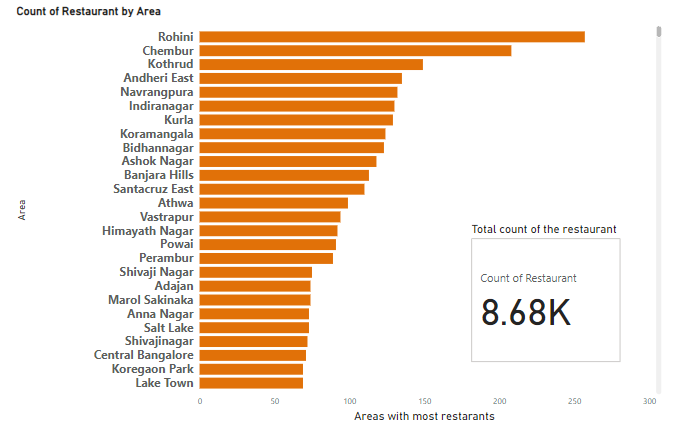 Count of Restaurant by Area
Area
Rohini
Chembur
Kothrud
Andheri East
Navrangpura
Indiranagar
Kurla
Koramangala
Bidhannagar
Ashok Nagar
Banjara Hills
Santacruz East
Athwa
Vastrapur
Himayath Nagar
Powai
Perambur
Shivaji Nagar
Adajan
Marol Sakinaka
Anna Nagar
Salt Lake
Shivajinagar
Central Bangalore
Koregaon Park
Lake Town
0 50 100 150 200 250 300
Areas with most restarants
Total count of the restaurant
Count of Restaurant
8.68K